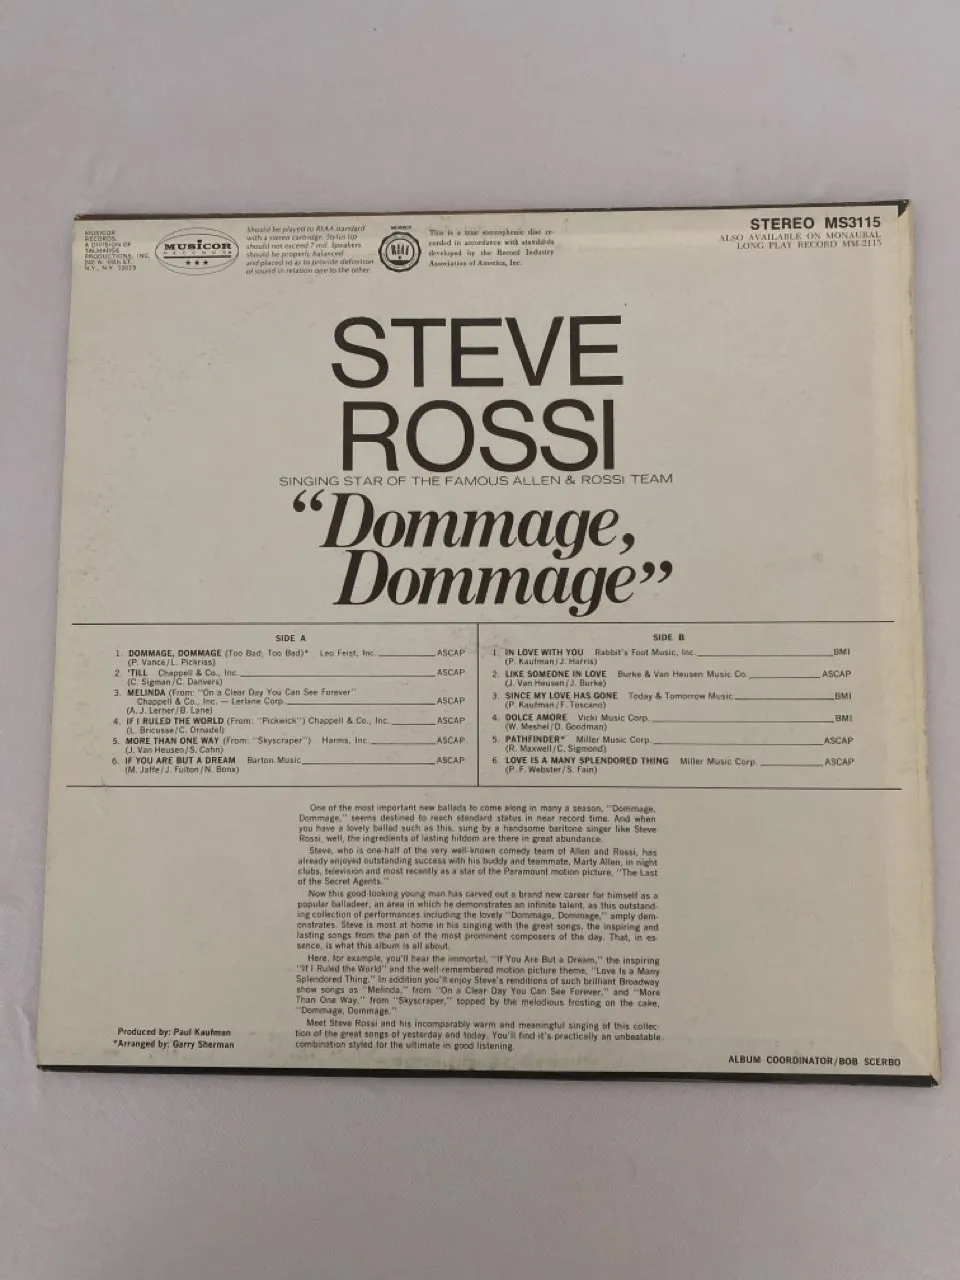 MUSICOR
RECORDS,
A DIVISION OF
TALMADGE
PRODUCTIONS, INC.
240 W. 55th ST.
N.Y., N.Y. 10019
MUSICOR
RECORDS
Should be played to RIAA standard
with a stereo cartridge. Stylus tip
should not exceed .7 mil. Speakers
should be properly balanced
and placed so as to provide definition
of sound in relation one to the other.
MEMBER
RIAA
This is a true stereophonic disc re-
corded in accordance with standards
developed by the Record Industry
Association of America, Inc.
STEREO MS3115
ALSO AVAILABLE ON MONAURAL
LONG PLAY RECORD MM-2115
STEVE
ROSSI
SINGING STAR OF THE FAMOUS ALLEN & ROSSI TEAM
“Dommage,
Dommage”
SIDE A
1. DOMMAGE, DOMMAGE (Too Bad, Too Bad)* Leo Feist, Inc. ASCAP
(P. Vance/L. Pickriss)
2. 'TILL Chappell & Co., Inc. ASCAP
(C. Sigman/C. Danvers)
3. MELINDA (From: "On a Clear Day You Can See Forever"
Chappell & Co., Inc. — Lerlane Corp. ASCAP
(A. J. Lerner/B. Lane)
4. IF I RULED THE WORLD (From: "Pickwick") Chappell & Co., Inc. ASCAP
(L. Bricusse/C. Ornadel)
5. MORE THAN ONE WAY (From: "Skyscraper") Harms, Inc. ASCAP
(J. Van Heusen/S. Cahn)
6. IF YOU ARE BUT A DREAM Barton Music ASCAP
(M. Jaffe/J. Fulton/N. Bonx)
SIDE B
1. IN LOVE WITH YOU Rabbit's Foot Music, Inc. BMI
(P. Kaufman/J. Harris)
2. LIKE SOMEONE IN LOVE Burke & Van Heusen Music Co. ASCAP
(J. Van Heusen/J. Burke)
3. SINCE MY LOVE HAS GONE Today & Tomorrow Music BMI
(P. Kaufman/F. Toscano)
4. DOLCE AMORE Vicki Music Corp. BMI
(W. Meshel/D. Goodman)
5. PATHFINDER* Miller Music Corp. ASCAP
(R. Maxwell/C. Sigmond)
6. LOVE IS A MANY SPLENDORED THING Miller Music Corp. ASCAP
(P. F. Webster/S. Fain)
One of the most important new ballads to come along in many a season, "Dommage,
Dommage," seems destined to reach standard status in near record time. And when
you have a lovely ballad such as this, sung by a handsome baritone singer like Steve
Rossi, well, the ingredients of lasting hitdom are there in great abundance.
Steve, who is one-half of the very well-known comedy team of Allen and Rossi, has
already enjoyed outstanding success with his buddy and teammate, Marty Allen, in night
clubs, television and most recently as a star of the Paramount motion picture, "The Last
of the Secret Agents."
Now this good-looking young man has carved out a brand new career for himself as a
popular balladeer, an area in which he demonstrates an infinite talent, as this outstand-
ing collection of performances including the lovely "Dommage, Dommage," amply dem-
onstrates. Steve is most at home in his singing with the great songs, the inspiring and
lasting songs from the pen of the most prominent composers of the day. That, in es-
sence, is what this album is all about.
Here, for example, you'll hear the immortal, "If You Are But a Dream," the inspiring
"If I Ruled the World" and the well-remembered motion picture theme, "Love Is a Many
Splendored Thing." In addition you'll enjoy Steve's renditions of such brilliant Broadway
show songs as "Melinda," from "On a Clear Day You Can See Forever," and "More
Than One Way," from "Skyscraper," topped by the melodious frosting on the cake,
"Dommage, Dommage."
Meet Steve Rossi and his incomparably warm and meaningful singing of this collec-
tion of the great songs of yesterday and today. You'll find it's practically an unbeatable
combination styled for the ultimate in good listening.
Produced by: Paul Kaufman
*Arranged by: Garry Sherman
ALBUM COORDINATOR/BOB SCERBO